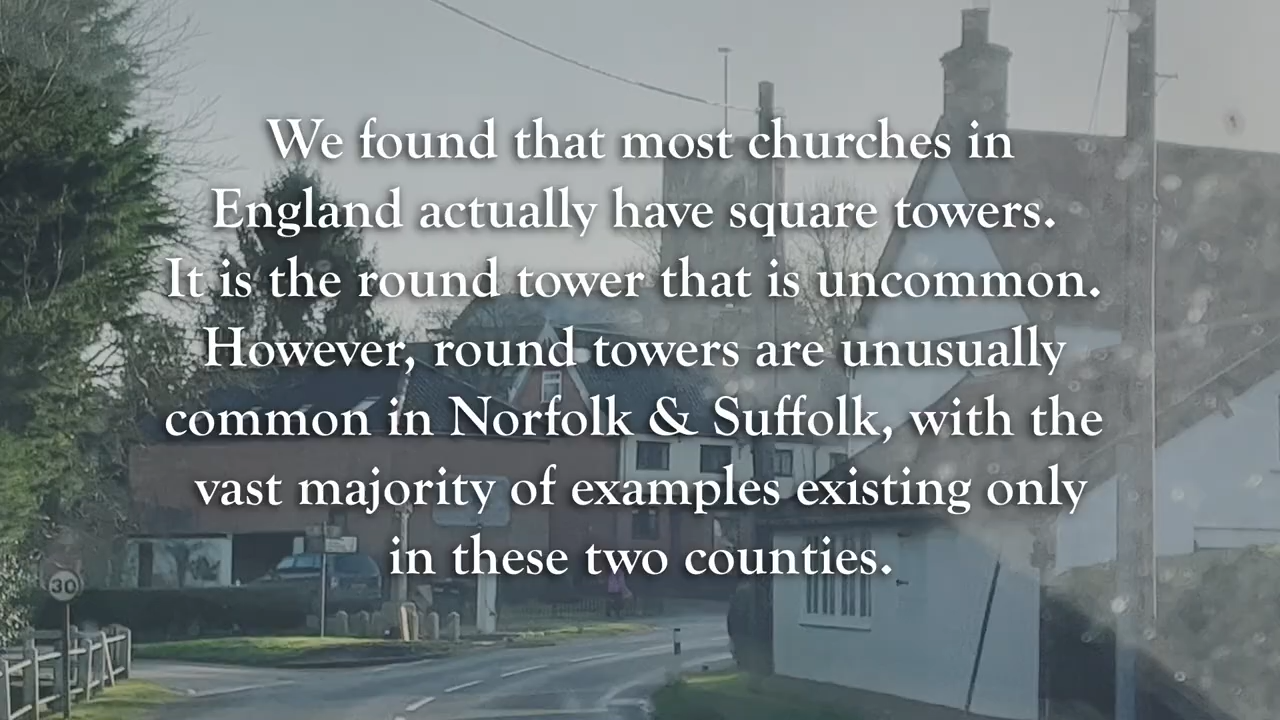 We found that most churches in
England actually have square towers.
It is the round tower that is uncommon.
However, round towers are unusually
common in Norfolk & Suffolk, with the
vast majority of examples existing only
in these two counties.
30